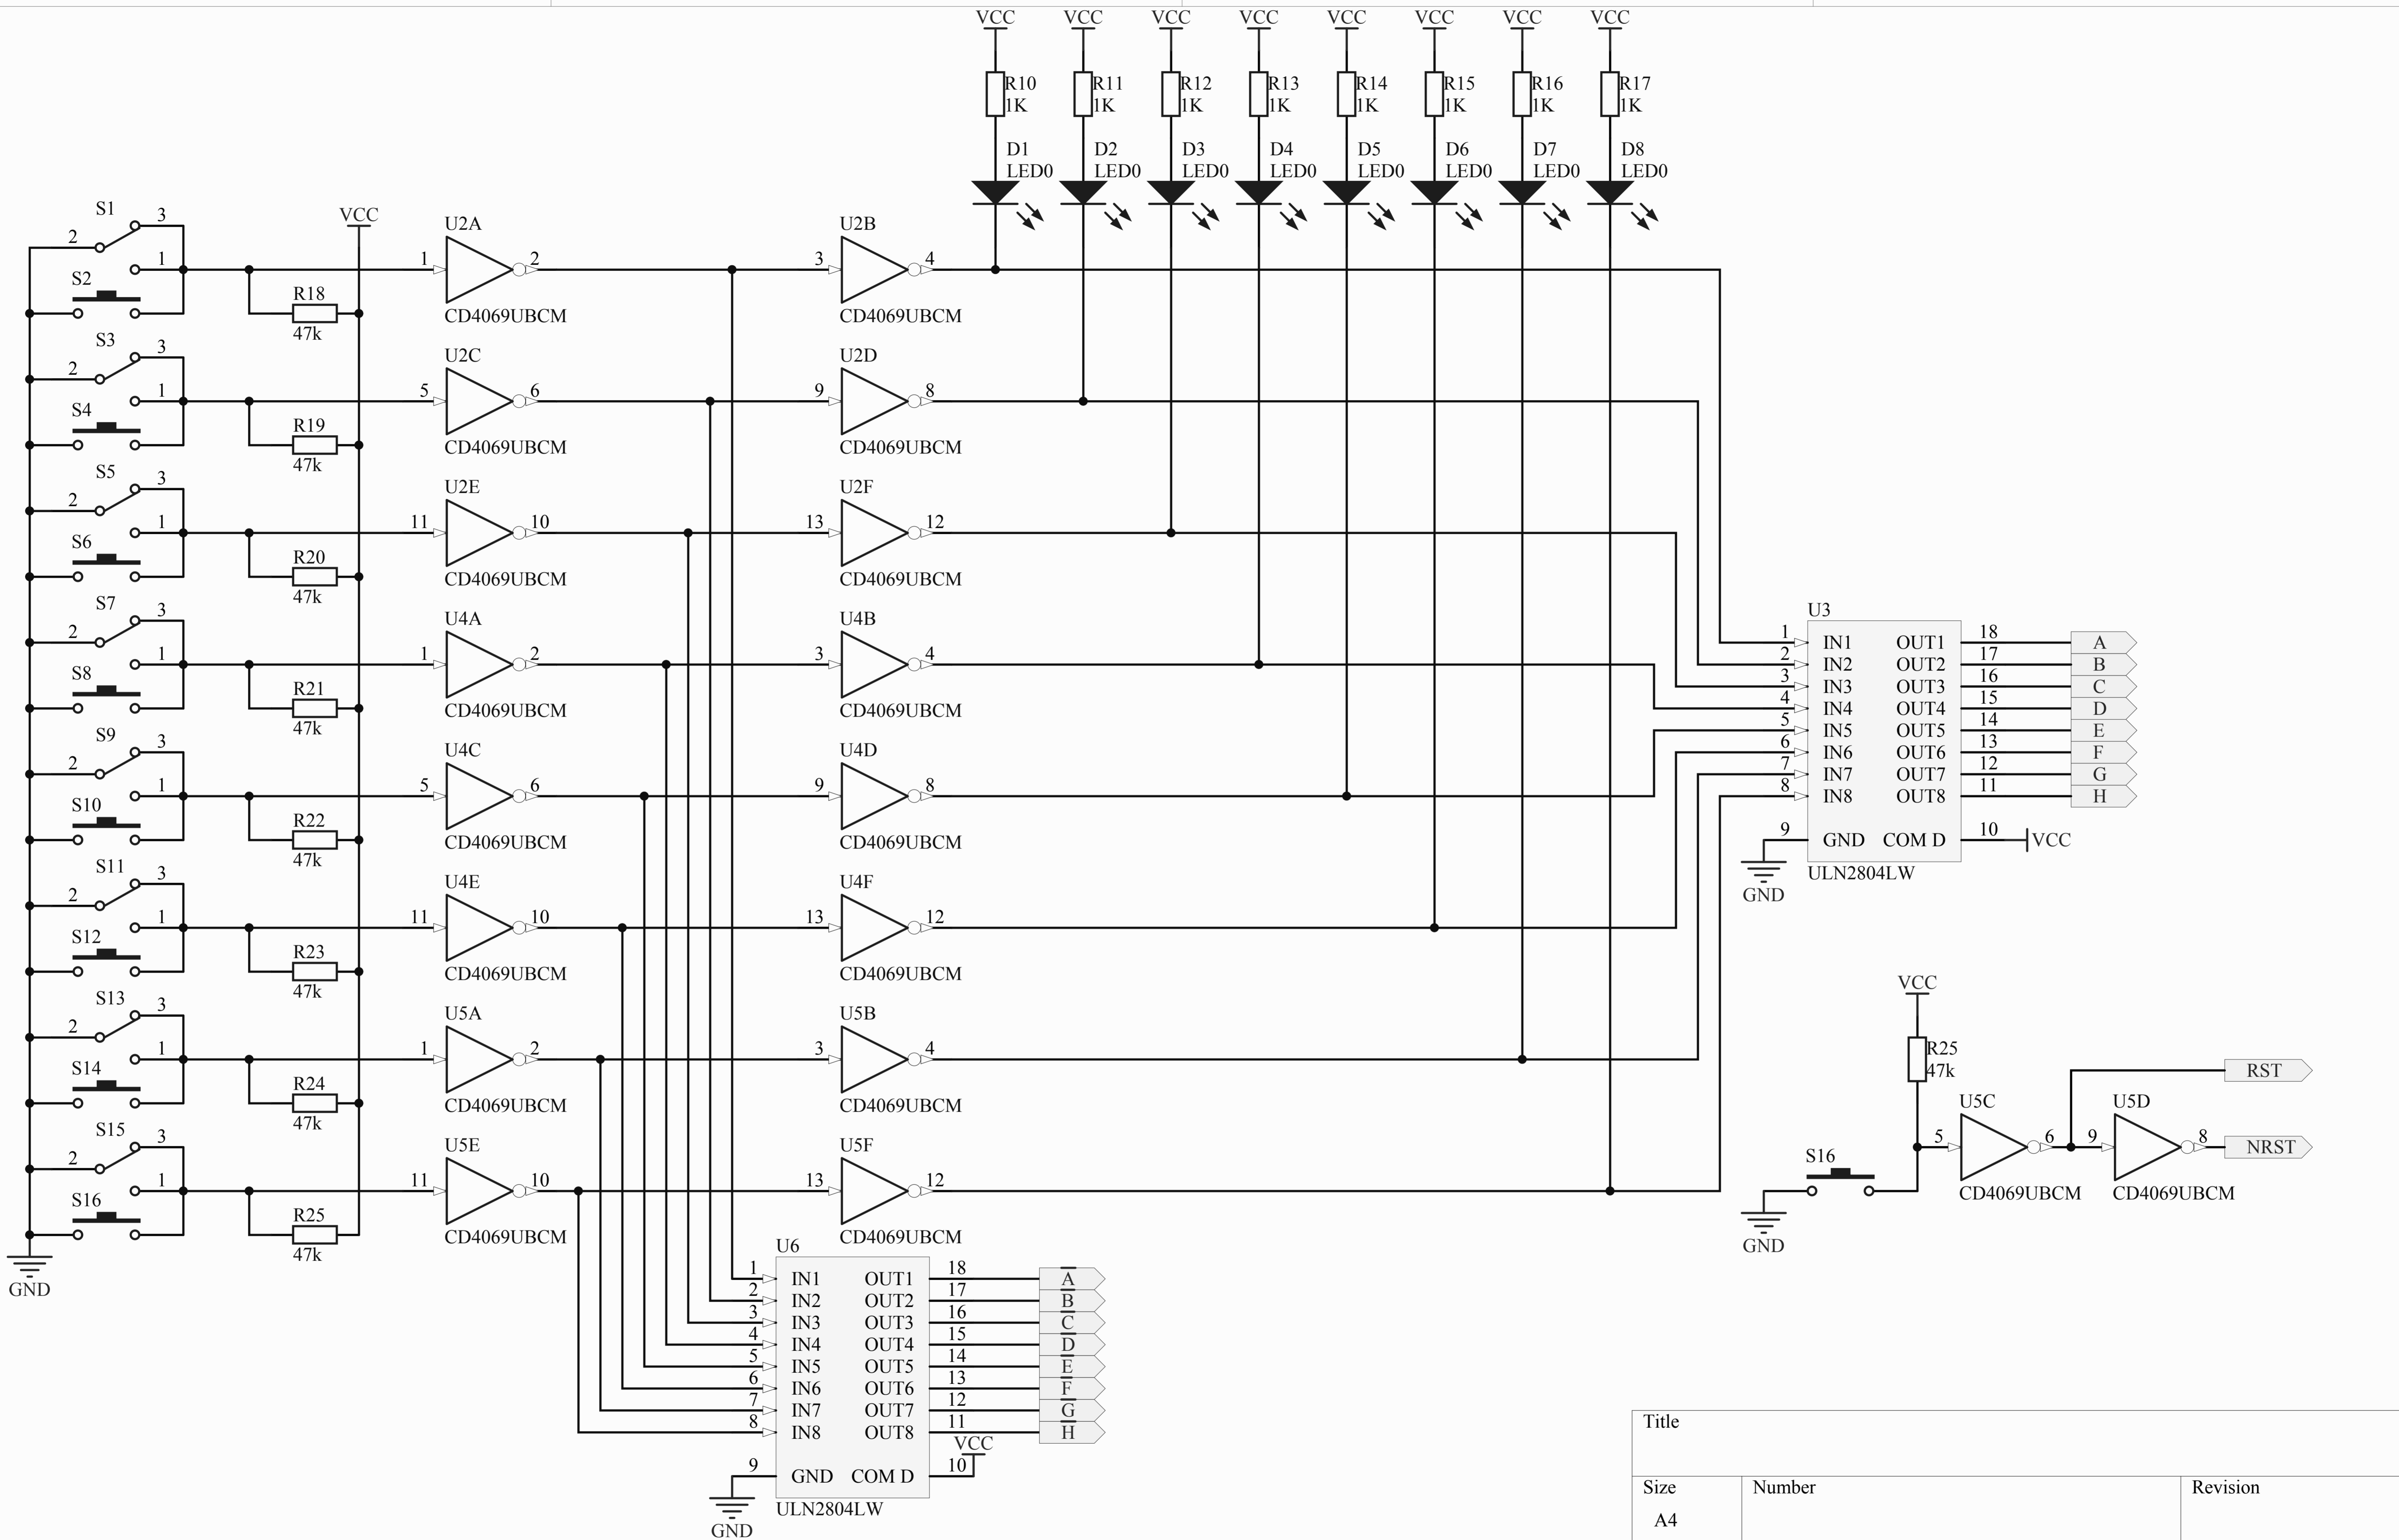 VCC VCC VCC VCC VCC VCC VCC VCC
R10 R11 R12 R13 R14 R15 R16 R17
1K 1K 1K 1K 1K 1K 1K 1K
D1 D2 D3 D4 D5 D6 D7 D8
LED0 LED0 LED0 LED0 LED0 LED0 LED0 LED0
S1 3 VCC U2A U2B
2
1 1 2 3 4
S2
R18
47k
CD4069UBCM CD4069UBCM
S3 3 U2C U2D
2
1 5 6 9 8
S4
R19
47k
CD4069UBCM CD4069UBCM
S5 3 U2E U2F
2
1 11 10 13 12
S6
R20
47k
CD4069UBCM CD4069UBCM
S7 3 U4A U4B
2
1 1 2 3 4
S8
R21
47k
CD4069UBCM CD4069UBCM
S9 3 U4C U4D
2
1 5 6 9 8
S10
R22
47k
CD4069UBCM CD4069UBCM
S11 3 U4E U4F
2
1 11 10 13 12
S12
R23
47k
CD4069UBCM CD4069UBCM
S13 3 U5A U5B
2
1 1 2 3 4
S14
R24
47k
CD4069UBCM CD4069UBCM
S15 3 U5E U5F
2
1 11 10 13 12
S16
R25
47k
CD4069UBCM CD4069UBCM
GND
U3
1 IN1 OUT1 18 A
2 IN2 OUT2 17 B
3 IN3 OUT3 16 C
4 IN4 OUT4 15 D
5 IN5 OUT5 14 E
6 IN6 OUT6 13 F
7 IN7 OUT7 12 G
8 IN8 OUT8 11 H
9 GND COM D 10 VCC
ULN2804LW
GND
VCC
R25
47k
RST
U5C U5D
5 6 9 8 NRST
S16
CD4069UBCM CD4069UBCM
GND
U6
1 IN1 OUT1 18 A̅
2 IN2 OUT2 17 B̅
3 IN3 OUT3 16 C̅
4 IN4 OUT4 15 D̅
5 IN5 OUT5 14 E̅
6 IN6 OUT6 13 F̅
7 IN7 OUT7 12 G̅
8 IN8 OUT8 11 H̅
VCC
9 GND COM D 10
ULN2804LW
GND
Title
Size Number Revision
A4